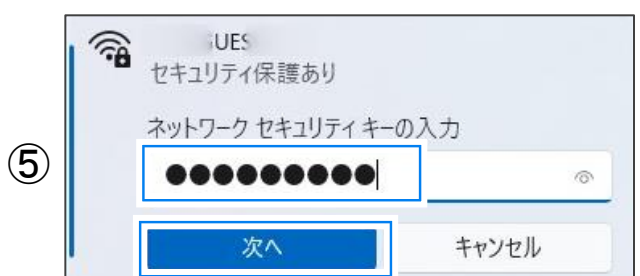 セキュリティ保護あり
ネットワーク セキュリティ キーの入力
⑤
●●●●●●●●●
次へ
キャンセル